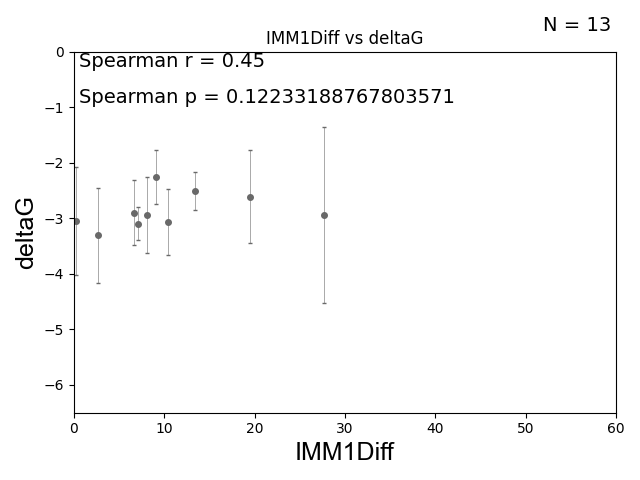 N = 13
IMM1Diff vs deltaG
Spearman r = 0.45
Spearman p = 0.12233188767803571
deltaG
0
−1
−2
−3
−4
−5
−6
0 10 20 30 40 50 60
IMM1Diff